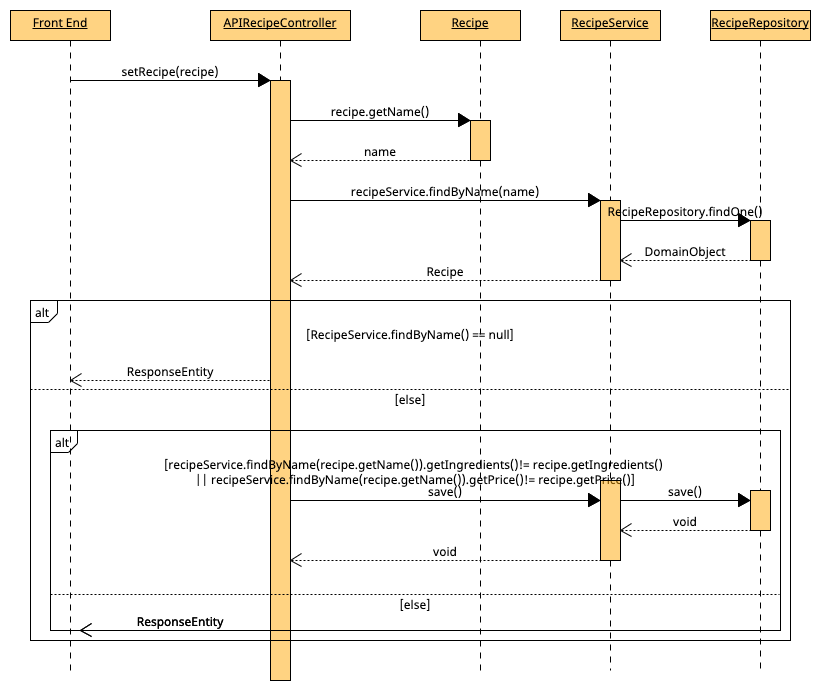 Front End
APIRecipeController
Recipe
RecipeService
RecipeRepository
setRecipe(recipe)
recipe.getName()
name
recipeService.findByName(name)
RecipeRepository.findOne()
DomainObject
Recipe
alt
[RecipeService.findByName() == null]
ResponseEntity
[else]
alt
[recipeService.findByName(recipe.getName()).getIngredients()!= recipe.getIngredients()
|| recipeService.findByName(recipe.getName()).getPrice()!= recipe.getPrice()]
save()
save()
void
void
[else]
ResponseEntity